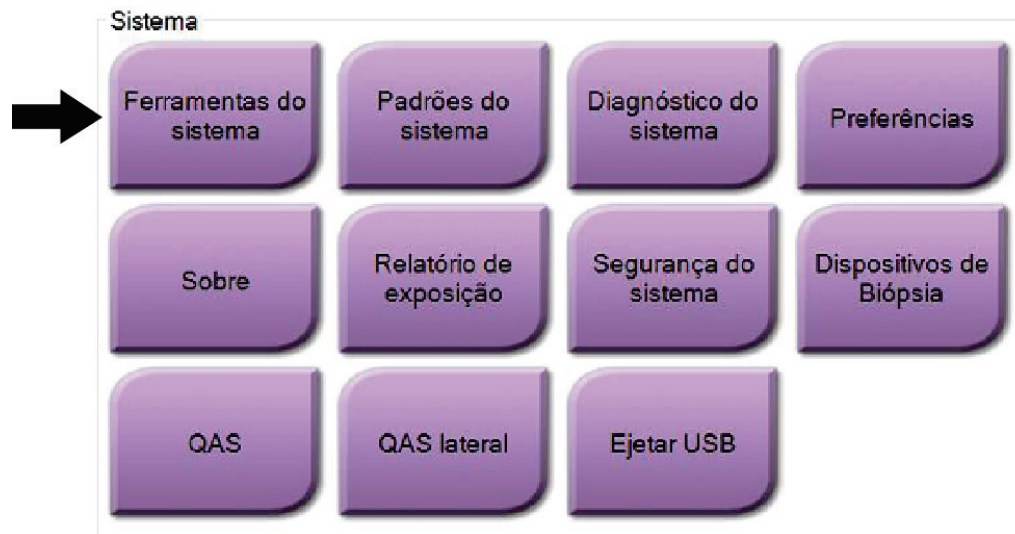 Sistema
Ferramentas do
sistema
Padrões do
sistema
Diagnóstico do
sistema
Preferências
Sobre
Relatório de
exposição
Segurança do
sistema
Dispositivos de
Biópsia
QAS
QAS lateral
Ejetar USB